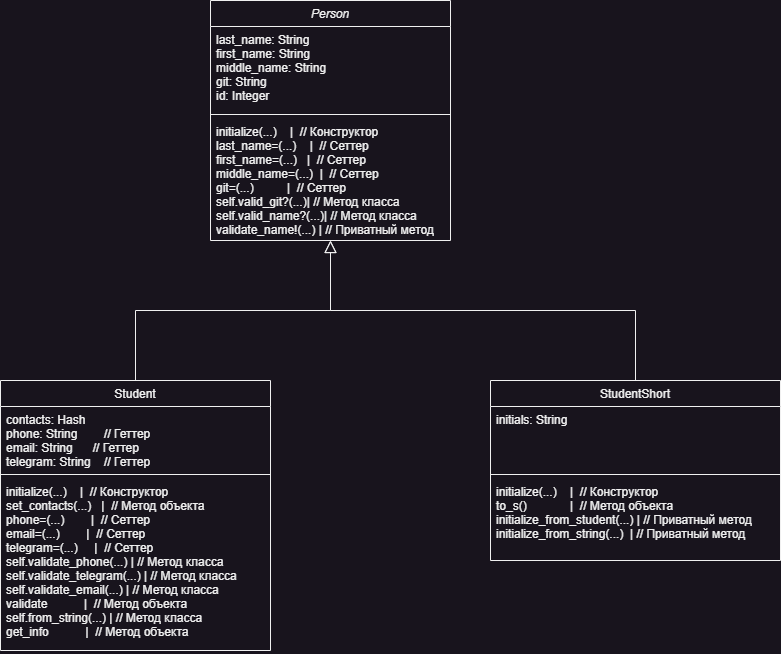 Person
last_name: String
first_name: String
middle_name: String
git: String
id: Integer
initialize(...) | // Конструктор
last_name=(...) | // Сеттер
first_name=(...) | // Сеттер
middle_name=(...) | // Сеттер
git=(...) | // Сеттер
self.valid_git?(...)| // Метод класса
self.valid_name?(...)| // Метод класса
validate_name!(...) | // Приватный метод
Student
contacts: Hash
phone: String // Геттер
email: String // Геттер
telegram: String // Геттер
initialize(...) | // Конструктор
set_contacts(...) | // Метод объекта
phone=(...) | // Сеттер
email=(...) | // Сеттер
telegram=(...) | // Сеттер
self.validate_phone(...) | // Метод класса
self.validate_telegram(...) | // Метод класса
self.validate_email(...) | // Метод класса
validate | // Метод объекта
self.from_string(...) | // Метод класса
get_info | // Метод объекта
StudentShort
initials: String
initialize(...) | // Конструктор
to_s() | // Метод объекта
initialize_from_student(...) | // Приватный метод
initialize_from_string(...) | // Приватный метод